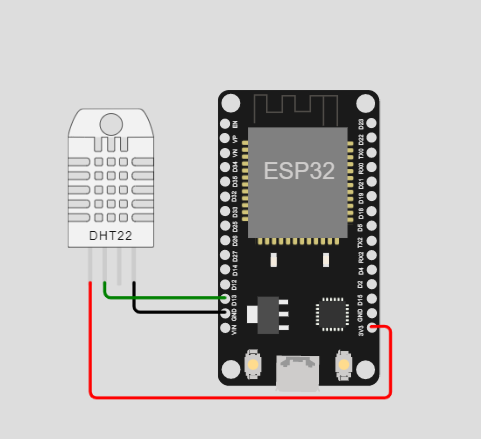 EN
VP
VN
D34
D35
D32
D33
D25
D26
D27
D14
D12
D13
GND
VIN
ESP32
D23
D22
TX0
RX0
D21
D19
D18
D5
TX2
RX2
D4
D2
D15
GND
3V3
DHT22